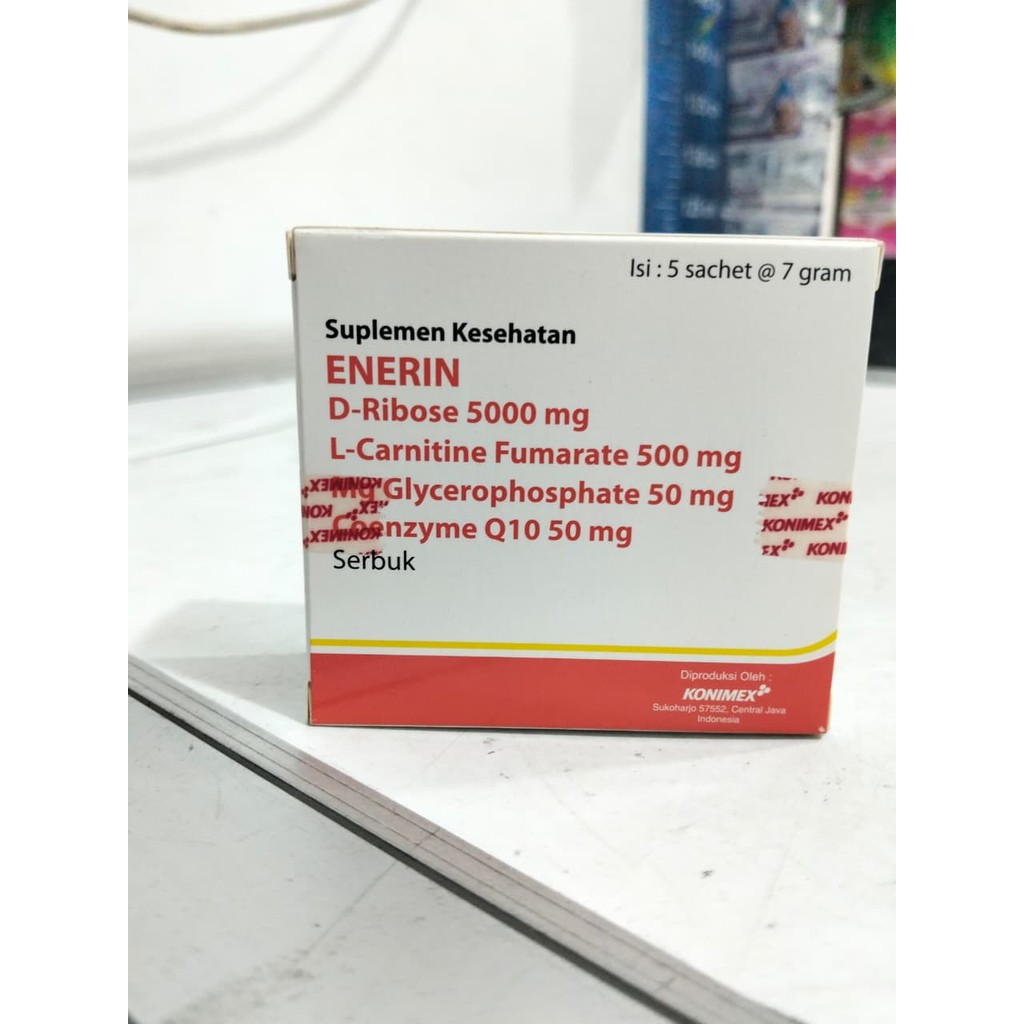 Isi : 5 sachet @ 7 gram
Suplemen Kesehatan
ENERIN
D-Ribose 5000 mg
L-Carnitine Fumarate 500 mg
Mg Glycerophosphate 50 mg
Coenzyme Q10 50 mg
Serbuk
KONIMEX
Diproduksi Oleh :
KONIMEX
Sukoharjo 57552, Central Java
Indonesia